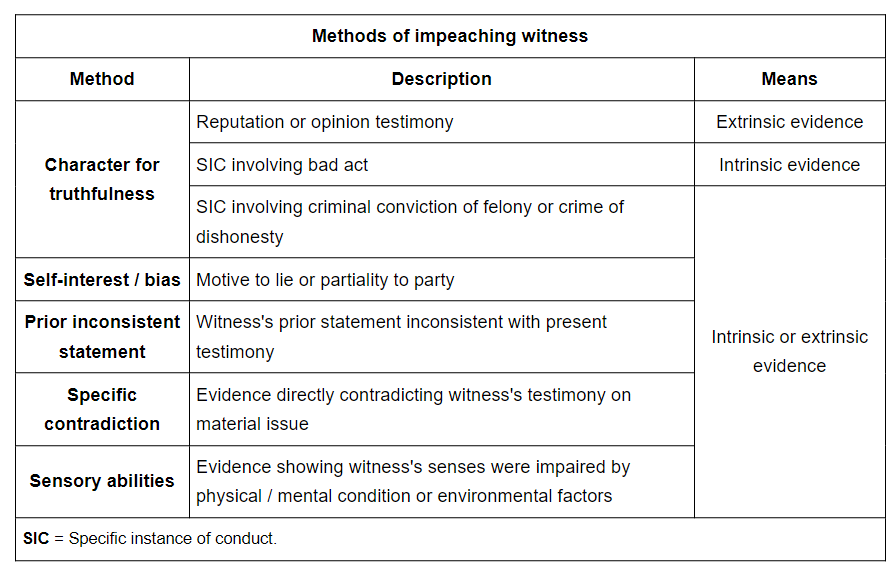 Methods of impeaching witness
Method
Description
Means
Character for
truthfulness
Reputation or opinion testimony
Extrinsic evidence
SIC involving bad act
Intrinsic evidence
SIC involving criminal conviction of felony or crime of
dishonesty
Intrinsic or extrinsic
evidence
Self-interest / bias
Motive to lie or partiality to party
Prior inconsistent
statement
Witness's prior statement inconsistent with present
testimony
Specific
contradiction
Evidence directly contradicting witness's testimony on
material issue
Sensory abilities
Evidence showing witness's senses were impaired by
physical / mental condition or environmental factors
SIC = Specific instance of conduct.